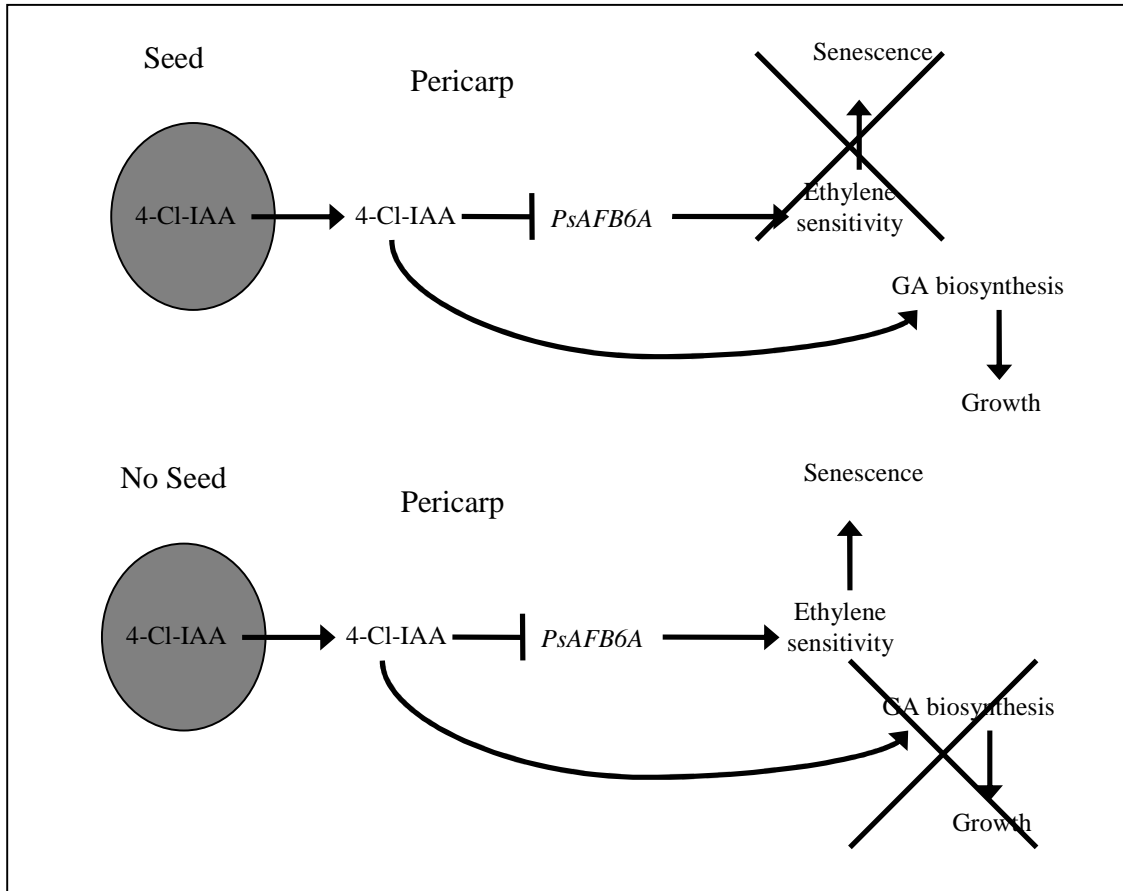 Seed
Pericarp
Senescence
4-Cl-IAA
4-Cl-IAA
PsAFB6A
Ethylene
sensitivity
GA biosynthesis
Growth
No Seed
Pericarp
Senescence
4-Cl-IAA
4-Cl-IAA
PsAFB6A
Ethylene
sensitivity
GA biosynthesis
Growth